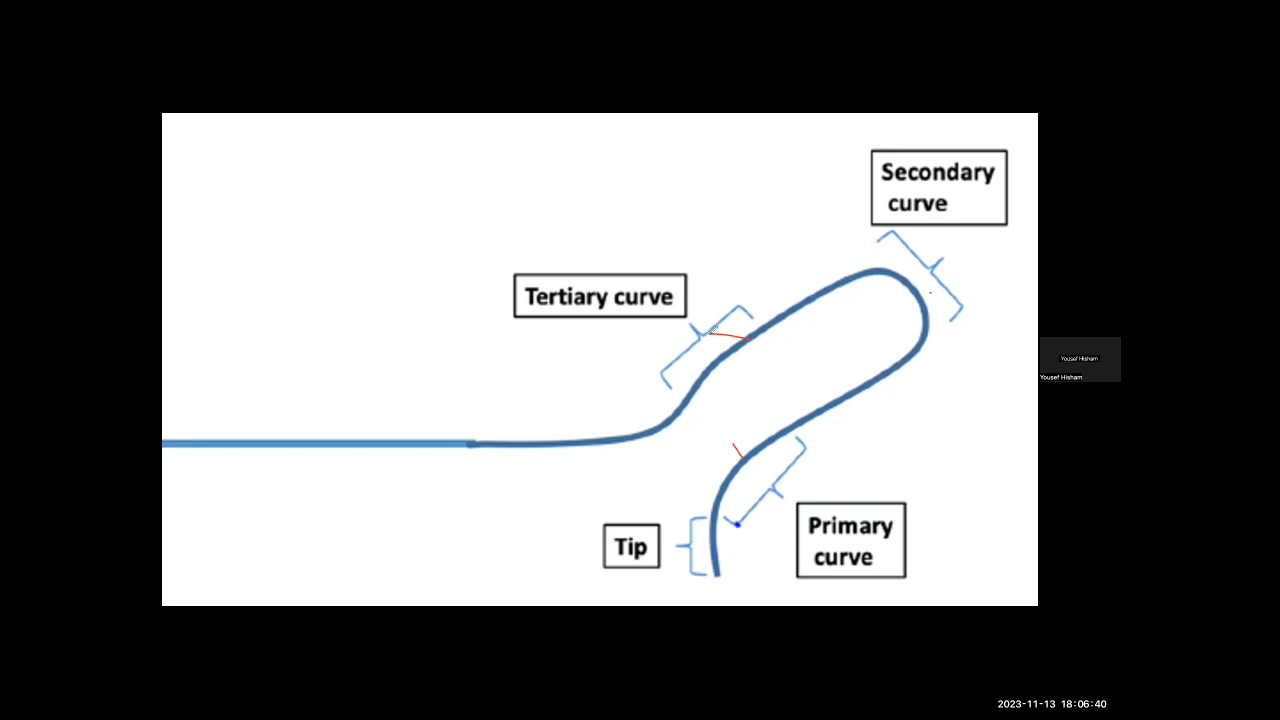 Secondary
curve
Tertiary curve
Yousef Hisham
Yousef Hisham
Tip
Primary
curve
2023-11-13 18:06:40